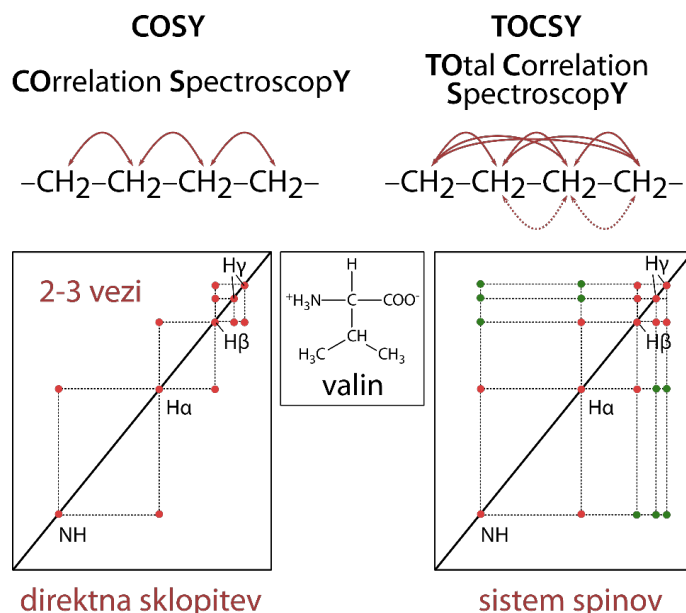 COSY
COrrelation SpectroscopY
–CH2–CH2–CH2–CH2–
TOCSY
TOtal Correlation
SpectroscopY
–CH2–CH2–CH2–CH2–
2-3 vezi
Hγ
Hβ
Hα
NH
direktna sklopitev
H
⁺H₃N C COO⁻
CH
H₃C CH₃
valin
Hγ
Hβ
Hα
NH
sistem spinov